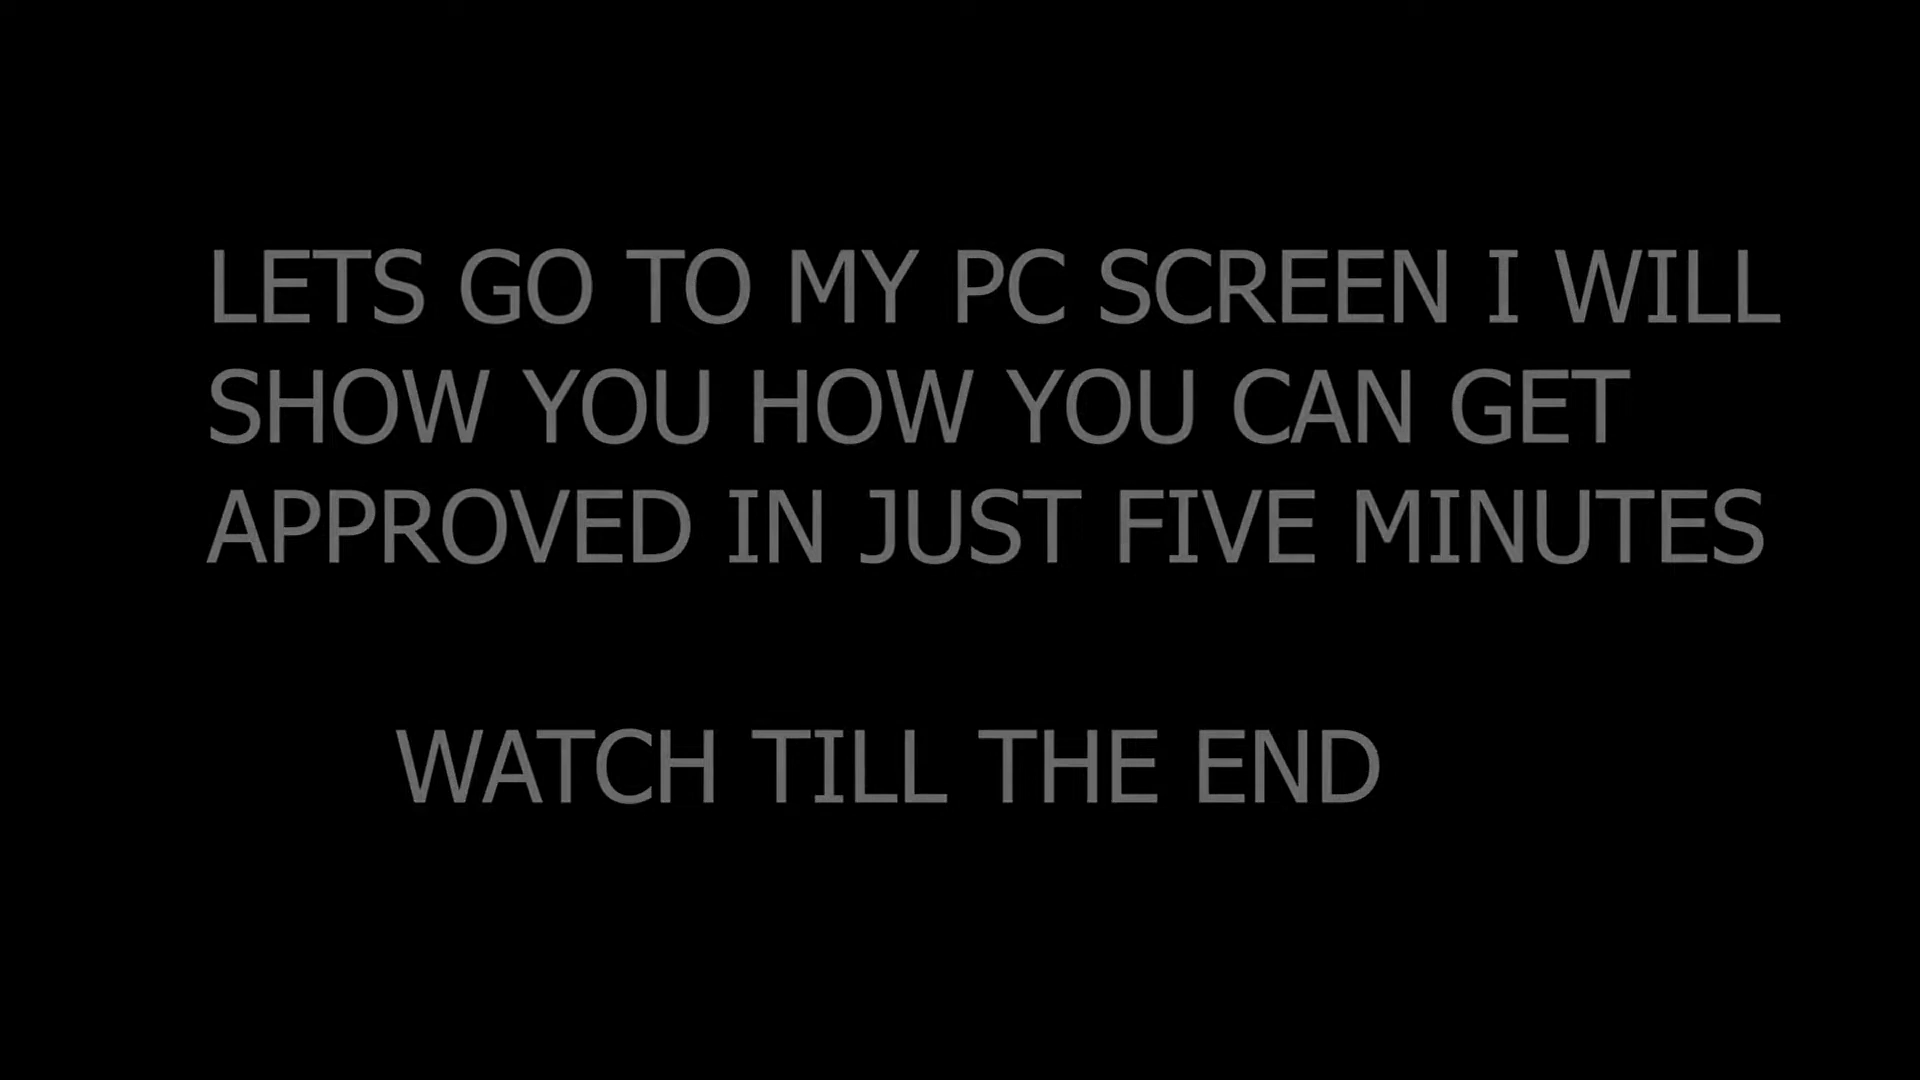 LETS GO TO MY PC SCREEN I WILL
SHOW YOU HOW YOU CAN GET
APPROVED IN JUST FIVE MINUTES
WATCH TILL THE END